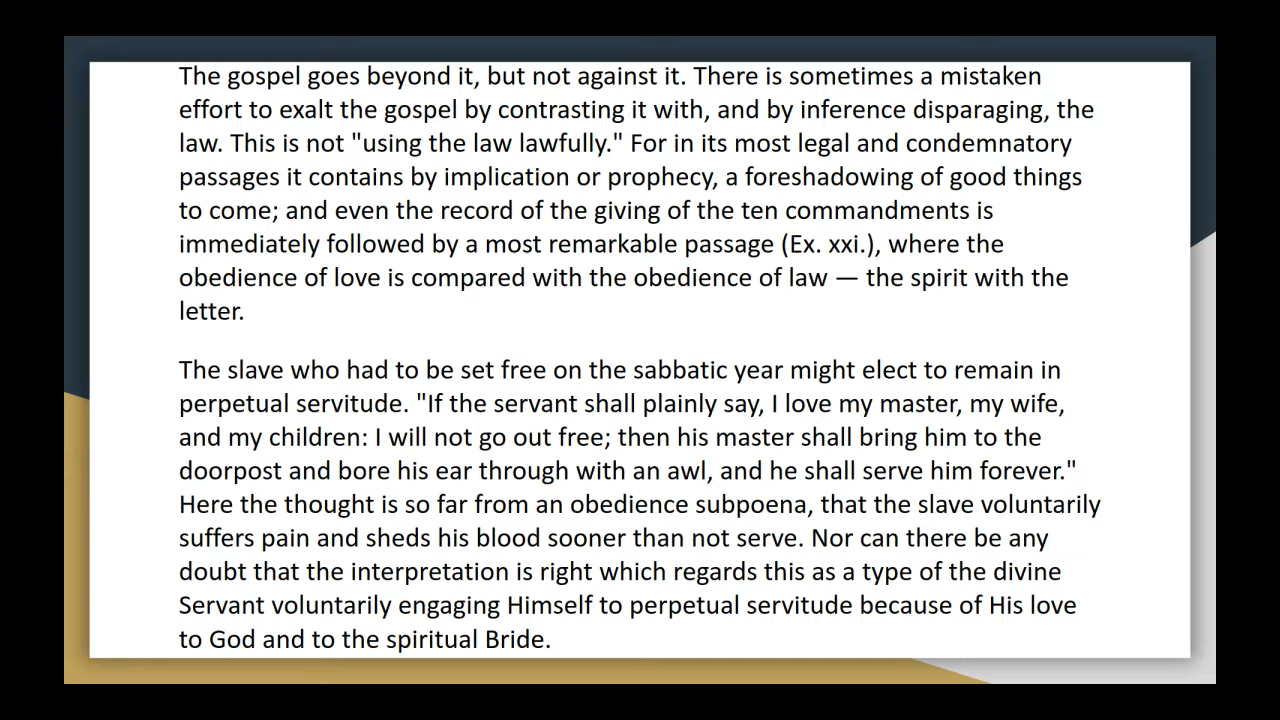 The gospel goes beyond it, but not against it. There is sometimes a mistaken
effort to exalt the gospel by contrasting it with, and by inference disparaging, the
law. This is not "using the law lawfully." For in its most legal and condemnatory
passages it contains by implication or prophecy, a foreshadowing of good things
to come; and even the record of the giving of the ten commandments is
immediately followed by a most remarkable passage (Ex. xxi.), where the
obedience of love is compared with the obedience of law — the spirit with the
letter.
The slave who had to be set free on the sabbatic year might elect to remain in
perpetual servitude. "If the servant shall plainly say, I love my master, my wife,
and my children: I will not go out free; then his master shall bring him to the
doorpost and bore his ear through with an awl, and he shall serve him forever."
Here the thought is so far from an obedience subpoena, that the slave voluntarily
suffers pain and sheds his blood sooner than not serve. Nor can there be any
doubt that the interpretation is right which regards this as a type of the divine
Servant voluntarily engaging Himself to perpetual servitude because of His love
to God and to the spiritual Bride.